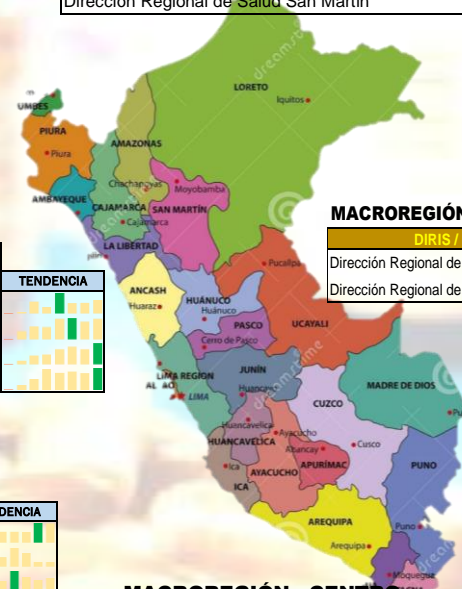 Dirección Regional de Salud San Martín
LORETO
Iquitos
UMBES
PIURA
Piura
AMAZONAS
Chachapoyas
Moyobamba
AMBAYEQUE
CAJAMARCA
Cajamarca
SAN MARTÍN
LA LIBERTAD
MACROREGIÓN
DIRIS /
Dirección Regional de
Dirección Regional de
TENDENCIA
Pucallpa
ANCASH
Huaraz
HUÁNUCO
Huánuco
PASCO
Cerro de Pasco
UCAYALI
LIMA REGION
LIMA
JUNÍN
Huancayo
MADRE DE DIOS
CUZCO
Cusco
Huancavelica
HUANCAVELICA
Ayacucho
AYACUCHO
Abancay
APURÍMAC
Ica
ICA
PUNO
Puno
AREQUIPA
Arequipa
Moquegua
DENCIA
MACROREGIÓN CENTRO
dreamstime